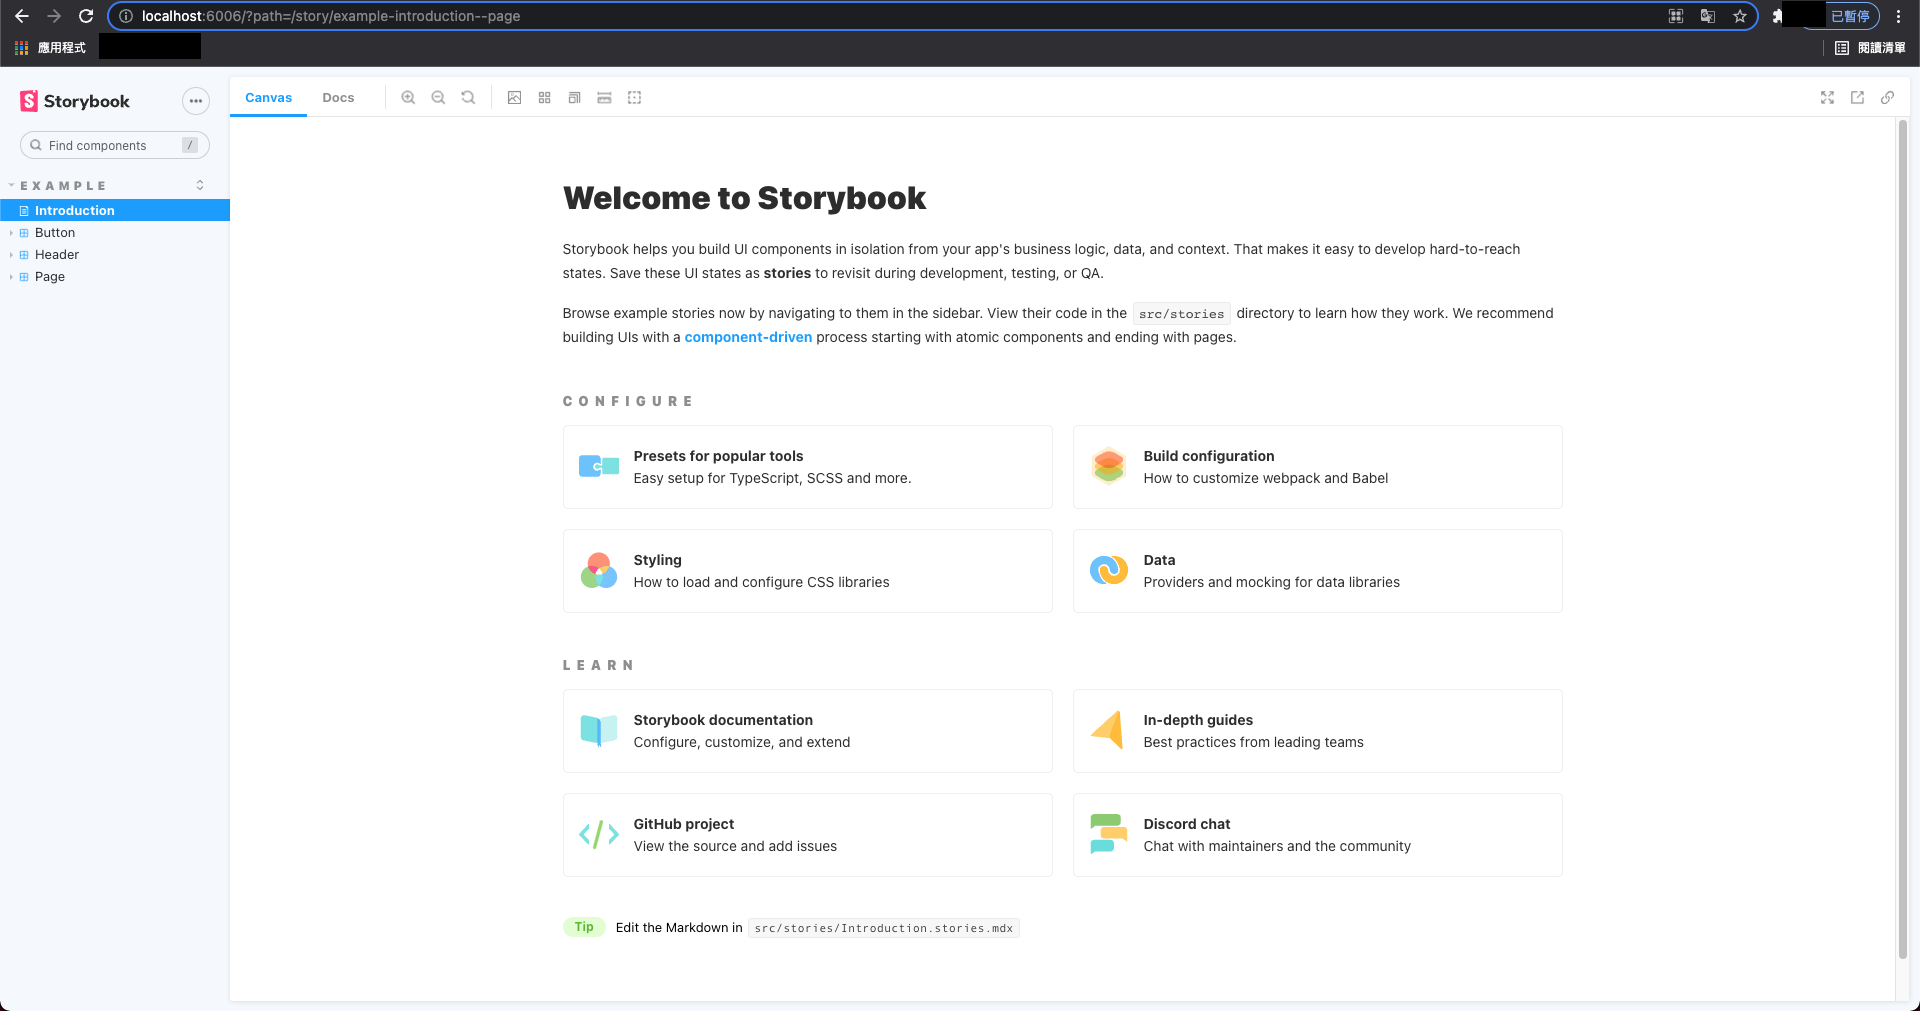 localhost:6006/?path=/story/example-introduction--page
已暫停
應用程式
閱讀清單
Storybook
Find components
/
EXAMPLE
Introduction
Button
Header
Page
Canvas
Docs
Welcome to Storybook
Storybook helps you build UI components in isolation from your app's business logic, data, and context. That makes it easy to develop hard-to-reach
states. Save these UI states as stories to revisit during development, testing, or QA.
Browse example stories now by navigating to them in the sidebar. View their code in the src/stories directory to learn how they work. We recommend
building UIs with a component-driven process starting with atomic components and ending with pages.
CONFIGURE
Presets for popular tools
Easy setup for TypeScript, SCSS and more.
Build configuration
How to customize webpack and Babel
Styling
How to load and configure CSS libraries
Data
Providers and mocking for data libraries
LEARN
Storybook documentation
Configure, customize, and extend
In-depth guides
Best practices from leading teams
GitHub project
View the source and add issues
Discord chat
Chat with maintainers and the community
Tip
Edit the Markdown in src/stories/Introduction.stories.mdx